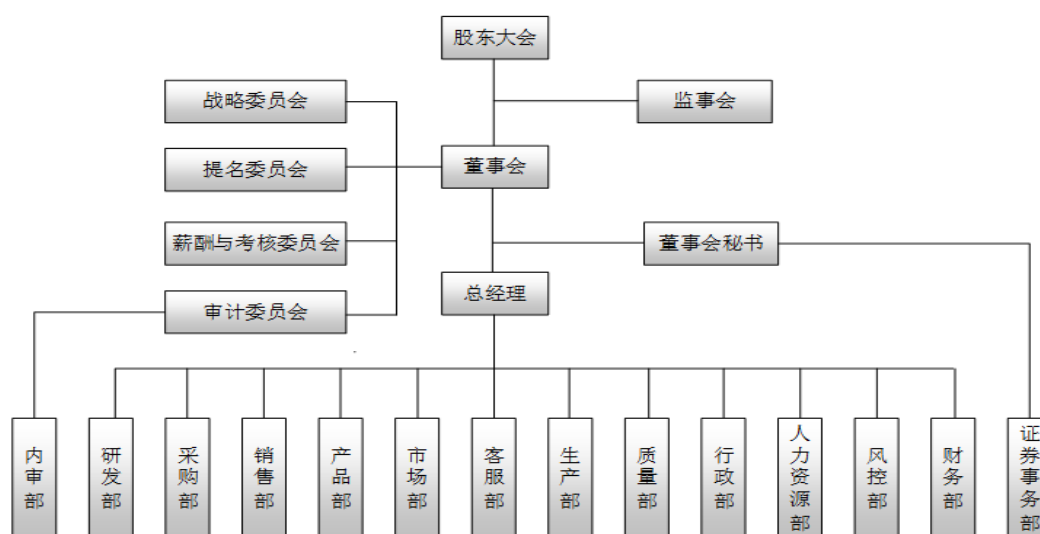 股东大会
战略委员会
监事会
提名委员会
董事会
薪酬与考核委员会
董事会秘书
总经理
审计委员会
内审部
研发部
采购部
销售部
产品部
市场部
客服部
生产部
质量部
行政部
人力资源部
风控部
财务部
证券事务部